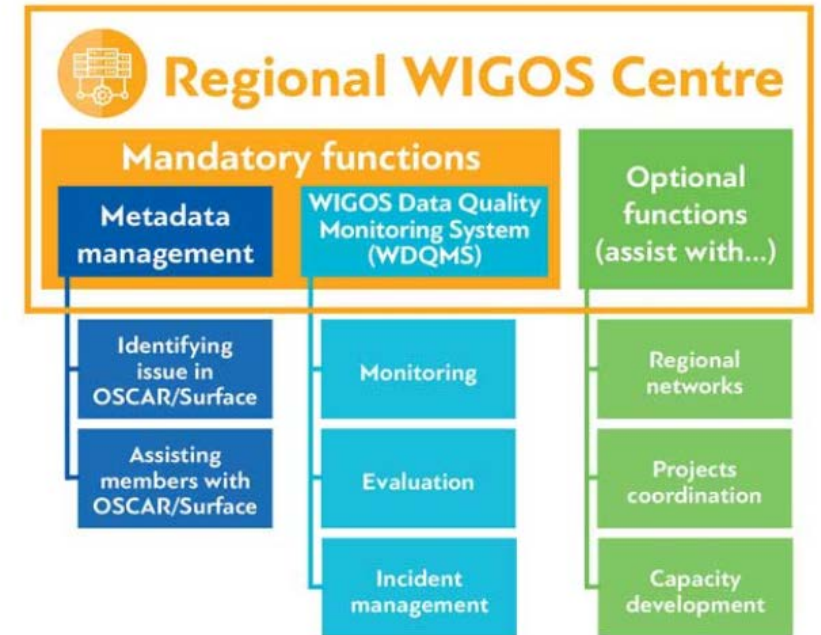 Regional WIGOS Centre
Mandatory functions
Metadata
management
WIGOS Data Quality
Monitoring System
(WDQMS)
Optional
functions
(assist with...)
Identifying
issue in
OSCAR/Surface
Assisting
members with
OSCAR/Surface
Monitoring
Evaluation
Incident
management
Regional
networks
Projects
coordination
Capacity
development